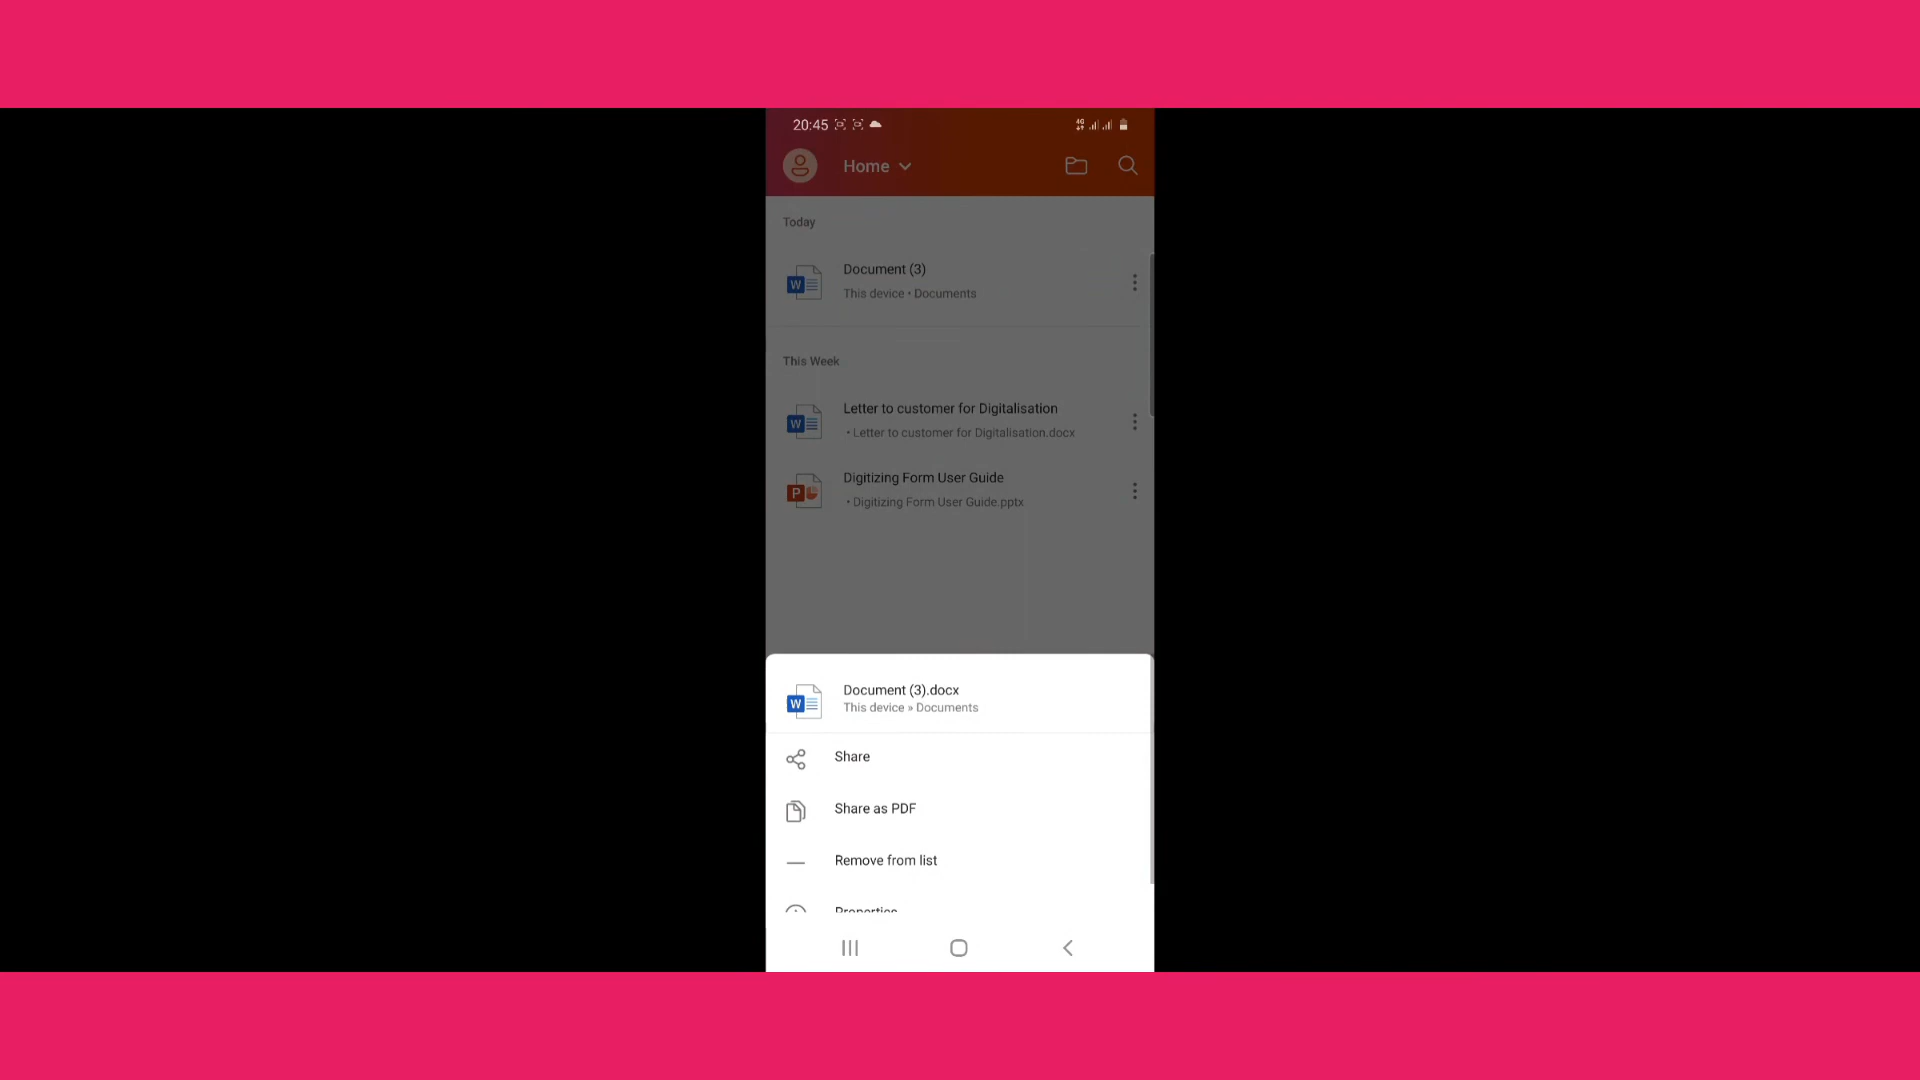 20:45
4G
Home
Today
Document (3)
This device • Documents
This Week
Letter to customer for Digitalisation
• Letter to customer for Digitalisation.docx
Digitizing Form User Guide
• Digitizing Form User Guide.pptx
Document (3).docx
This device » Documents
Share
Share as PDF
Remove from list
Properties